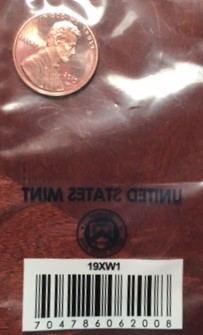 UNITED STATES MINT
19XW1
704786062008